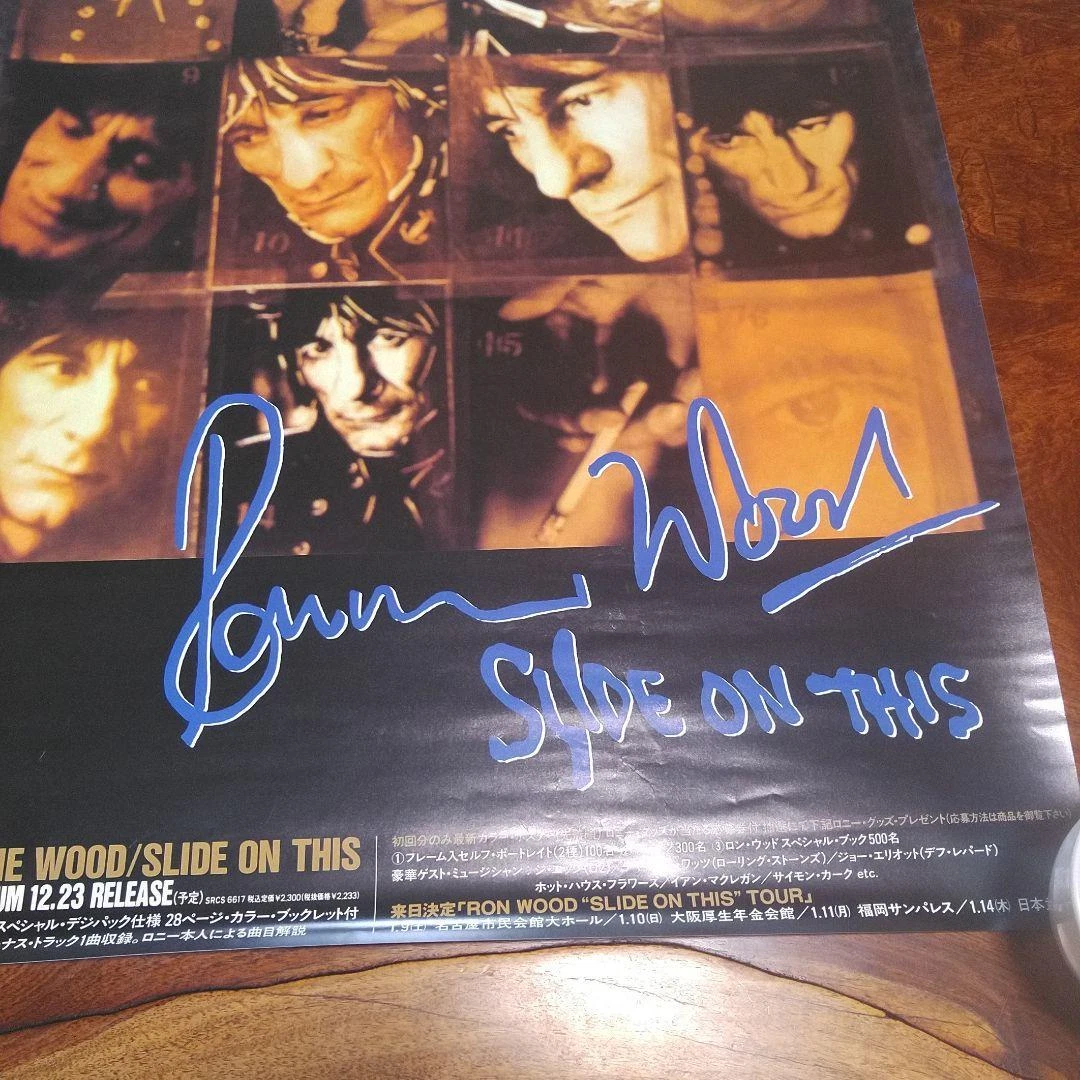 9
10
15
16
Ronnie Wood
SLIDE ON THIS
IE WOOD/SLIDE ON THIS
UM 12.23 RELEASE(予定) SRCS 6617 税込定価¥2,300(税抜価格¥2,233)
スペシャル・デジパック仕様 28ページ・カラー・ブックレット付
ナス・トラック1曲収録。ロニー本人による曲目解説
初回分のみ最新カラー 下記ロニー・グッズ・プレゼント(応募方法は商品を御覧下さい)
①フレーム入セルフ・ポートレイト(2種)100名 300名 ③ロン・ウッドスペシャル・ブック500名
豪華ゲスト・ミュージシャン ワッツ(ローリング・ストーンズ)/ジョー・エリオット(デフ・レパード)
ホット・ハウス・フラワーズ/イアン・マクレガン/サイモン・カーク etc.
来日決定「RON WOOD "SLIDE ON THIS" TOUR」
1.9(土) 名古屋市民会館大ホール/1.10(日) 大阪厚生年金会館/1.11(月) 福岡サンパレス/1.14(木) 日本